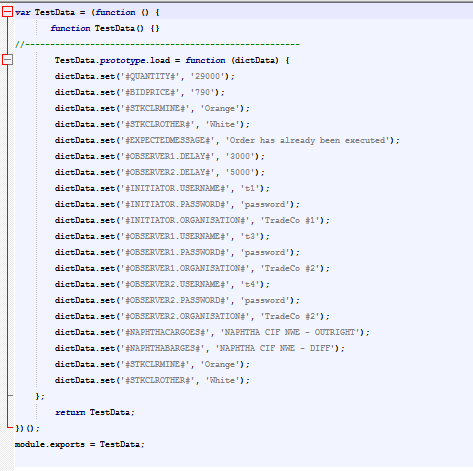 var TestData = (function () {
function TestData() {}
//-------------------------------------------------------
TestData.prototype.load = function (dictData) {
dictData.set('#QUANTITY#', '29000');
dictData.set('#BIDPRICE#', '790');
dictData.set('#STKCLRMINE#', 'Orange');
dictData.set('#STKCLROTHER#', 'White');
dictData.set('#EXPECTEDMESSAGE#', 'Order has already been executed');
dictData.set('#OBSERVER1.DELAY#', '3000');
dictData.set('#OBSERVER2.DELAY#', '5000');
dictData.set('#INITIATOR.USERNAME#', 't1');
dictData.set('#INITIATOR.PASSWORD#', 'password');
dictData.set('#INITIATOR.ORGANISATION#', 'TradeCo #1');
dictData.set('#OBSERVER1.USERNAME#', 't3');
dictData.set('#OBSERVER1.PASSWORD#', 'password');
dictData.set('#OBSERVER1.ORGANISATION#', 'TradeCo #2');
dictData.set('#OBSERVER2.USERNAME#', 't4');
dictData.set('#OBSERVER2.PASSWORD#', 'password');
dictData.set('#OBSERVER2.ORGANISATION#', 'TradeCo #2');
dictData.set('#NAPHTHACARGOES#', 'NAPHTHA CIF NWE - OUTRIGHT');
dictData.set('#NAPHTHABARGES#', 'NAPHTHA CIF NWE - DIFF');
dictData.set('#STKCLRMINE#', 'Orange');
dictData.set('#STKCLROTHER#', 'White');
};
return TestData;
})();
module.exports = TestData;